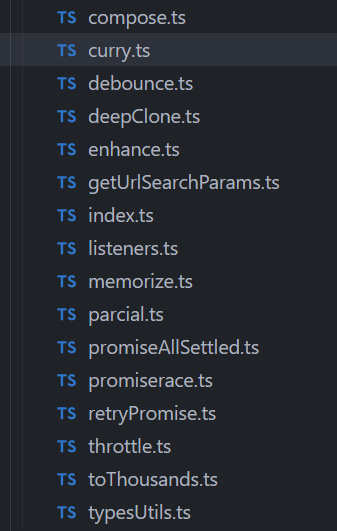 TS compose.ts
TS curry.ts
TS debounce.ts
TS deepClone.ts
TS enhance.ts
TS getUrlSearchParams.ts
TS index.ts
TS listeners.ts
TS memorize.ts
TS parcial.ts
TS promiseAllSettled.ts
TS promiserace.ts
TS retryPromise.ts
TS throttle.ts
TS toThousands.ts
TS typesUtils.ts